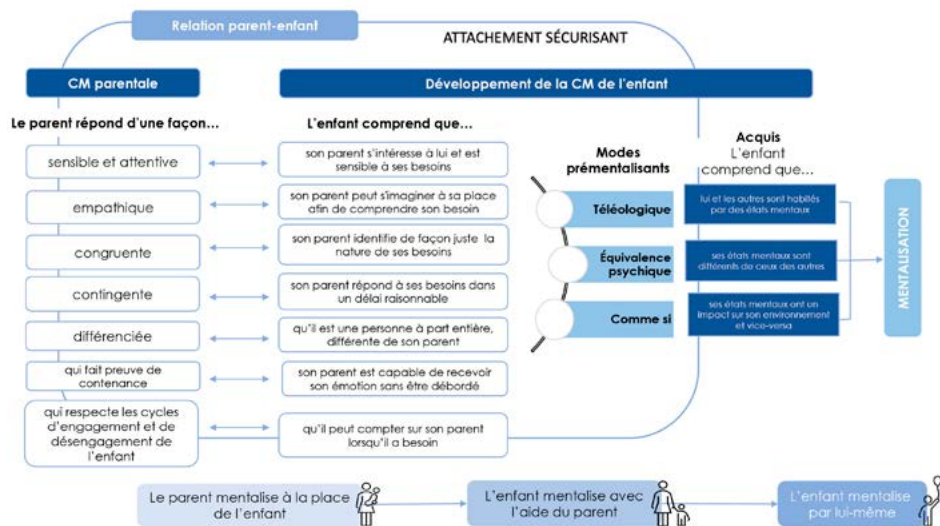 Relation parent-enfant
ATTACHEMENT SÉCURISANT
CM parentale
Développement de la CM de l'enfant
Le parent répond d'une façon…
L'enfant comprend que…
sensible et attentive
son parent s'intéresse à lui et est
sensible à ses besoins
empathique
son parent peut s'imaginer à sa place
afin de comprendre son besoin
congruente
son parent identifie de façon juste la
nature de ses besoins
contingente
son parent répond à ses besoins dans
un délai raisonnable
différenciée
qu'il est une personne à part entière,
différente de son parent
qui fait preuve de
contenance
son parent est capable de recevoir
son émotion sans être débordé
qui respecte les cycles
d'engagement et de
désengagement de
l'enfant
qu'il peut compter sur son parent
lorsqu'il a besoin
Modes
prémentalisants
Téléologique
Équivalence
psychique
Comme si
Acquis
L'enfant
comprend que…
lui et les autres sont habités
par des états mentaux
ses états mentaux sont
différents de ceux des autres
ses états mentaux ont un
impact sur son environnement
et vice-versa
MENTALISATION
Le parent mentalise à la place
de l'enfant
L'enfant mentalise avec
l'aide du parent
L'enfant mentalise
par lui-même